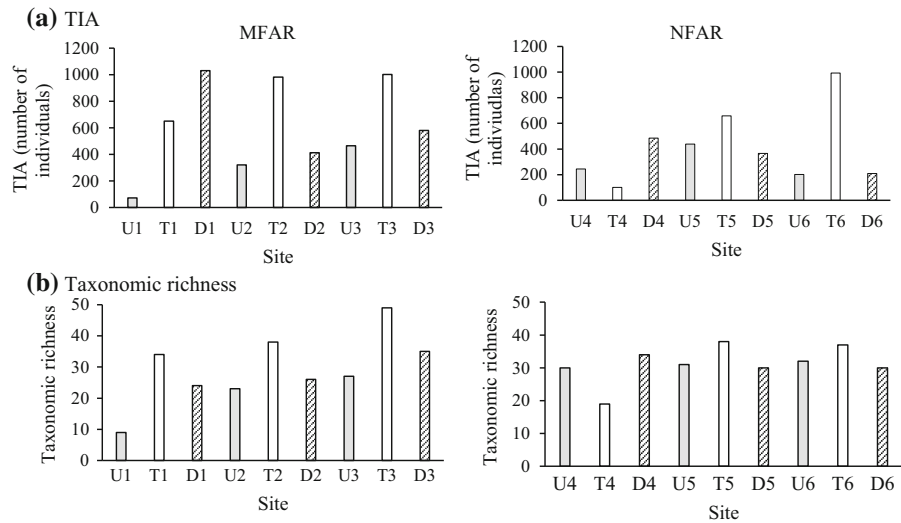 (a) TIA
MFAR
TIA (number of
individuals)
1200
1000
800
600
400
200
0
U1 T1 D1 U2 T2 D2 U3 T3 D3
Site
NFAR
TIA (number of
indiviudlas)
1200
1000
800
600
400
200
0
U4 T4 D4 U5 T5 D5 U6 T6 D6
Site
(b) Taxonomic richness
Taxonomic richness
50
40
30
20
10
0
U1 T1 D1 U2 T2 D2 U3 T3 D3
Site
Taxonomic richness
50
40
30
20
10
0
U4 T4 D4 U5 T5 D5 U6 T6 D6
Site